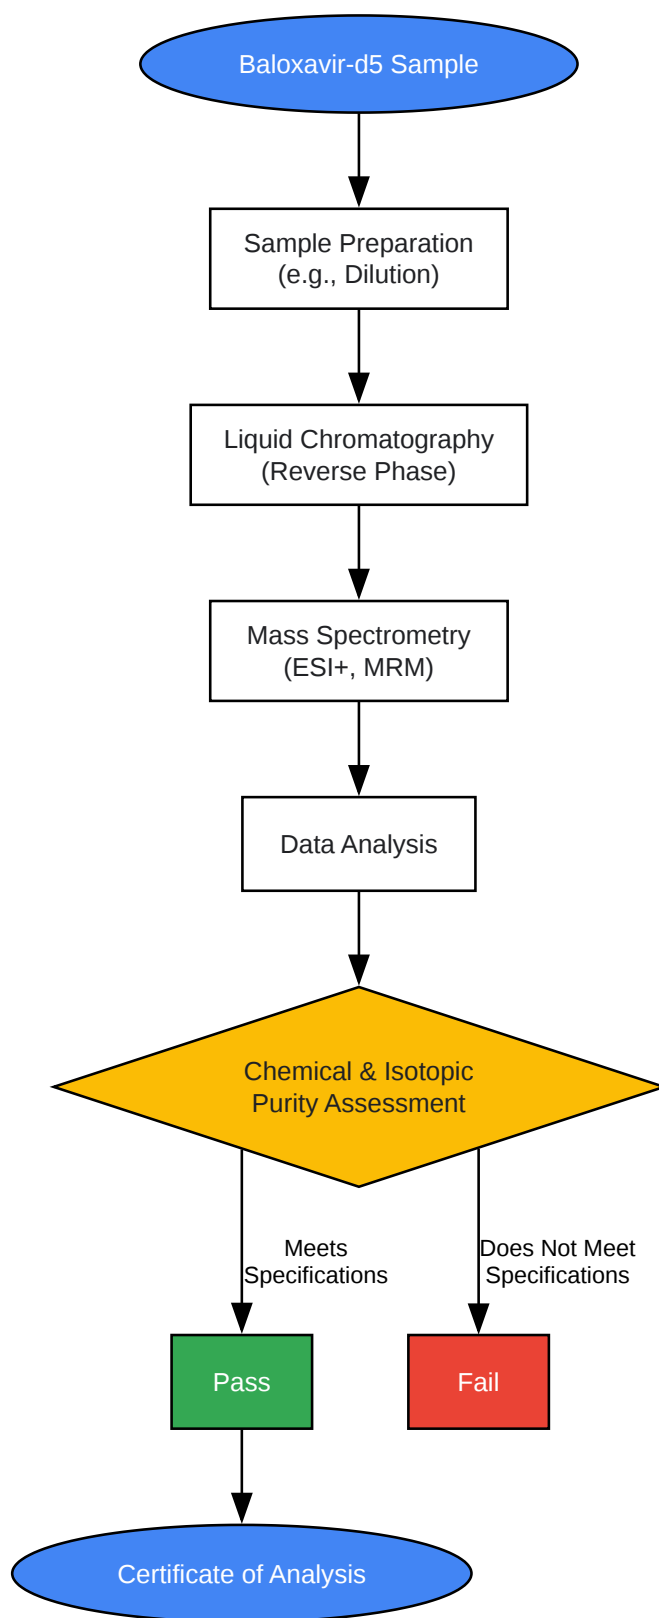 Baloxavir-d5 Sample
Sample Preparation
(e.g., Dilution)
Liquid Chromatography
(Reverse Phase)
Mass Spectrometry
(ESI+, MRM)
Data Analysis
Chemical & Isotopic
Purity Assessment
Meets
Specifications
Does Not Meet
Specifications
Pass
Fail
Certificate of Analysis